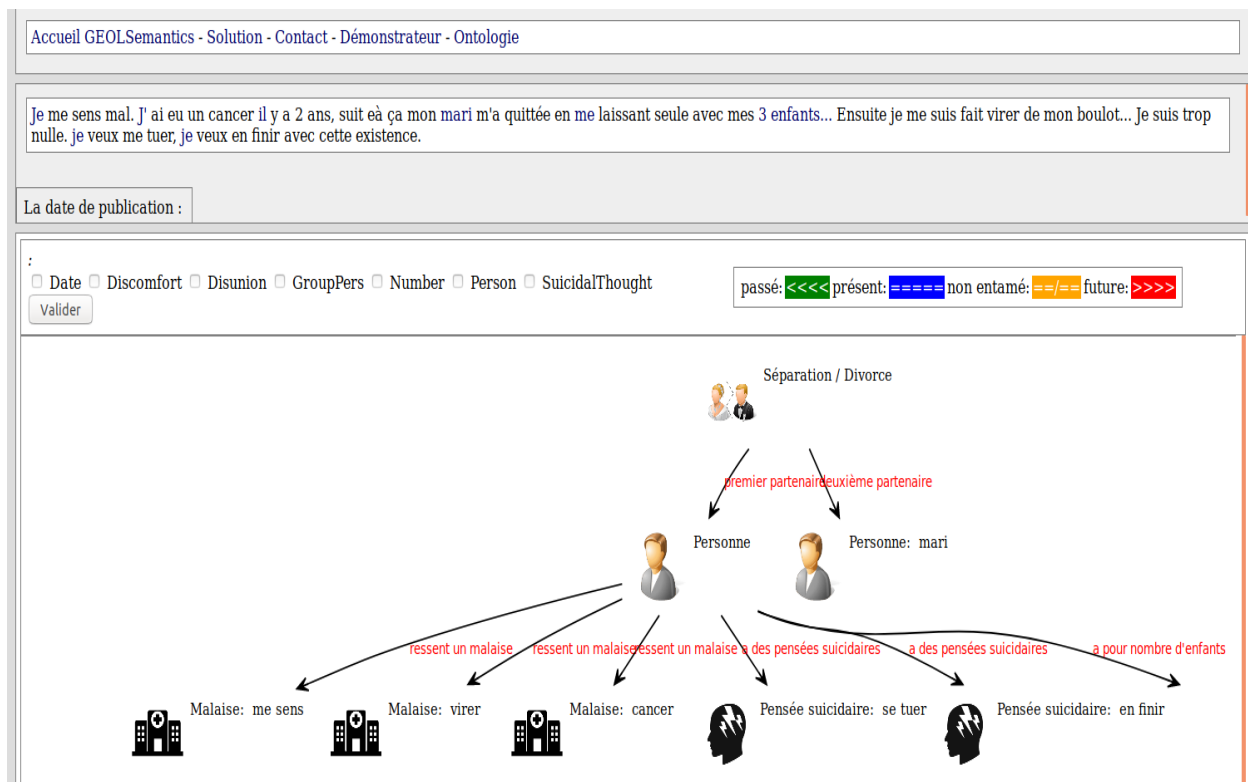 Accueil GEOLSemantics - Solution - Contact - Démonstrateur - Ontologie
Je me sens mal. J' ai eu un cancer il y a 2 ans, suit eà ça mon mari m'a quittée en me laissant seule avec mes 3 enfants... Ensuite je me suis fait virer de mon boulot... Je suis trop
nulle. je veux me tuer, je veux en finir avec cette existence.
La date de publication :
:
Date Discomfort Disunion GroupPers Number Person SuicidalThought
Valider
passé: <<<< présent: ===== non entamé: ==/== future: >>>>
Séparation / Divorce
premier partenaire deuxième partenaire
Personne Personne: mari
ressent un malaise ressent un malaise ressent un malaise a des pensées suicidaires a des pensées suicidaires a pour nombre d'enfants
Malaise: me sens Malaise: virer Malaise: cancer Pensée suicidaire: se tuer Pensée suicidaire: en finir